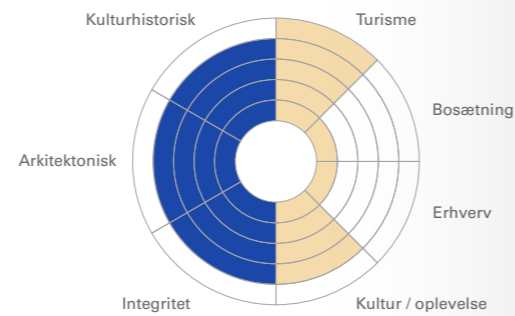 Kulturhistorisk
Turisme
Bosætning
Arkitektonisk
Erhverv
Integritet
Kultur / oplevelse